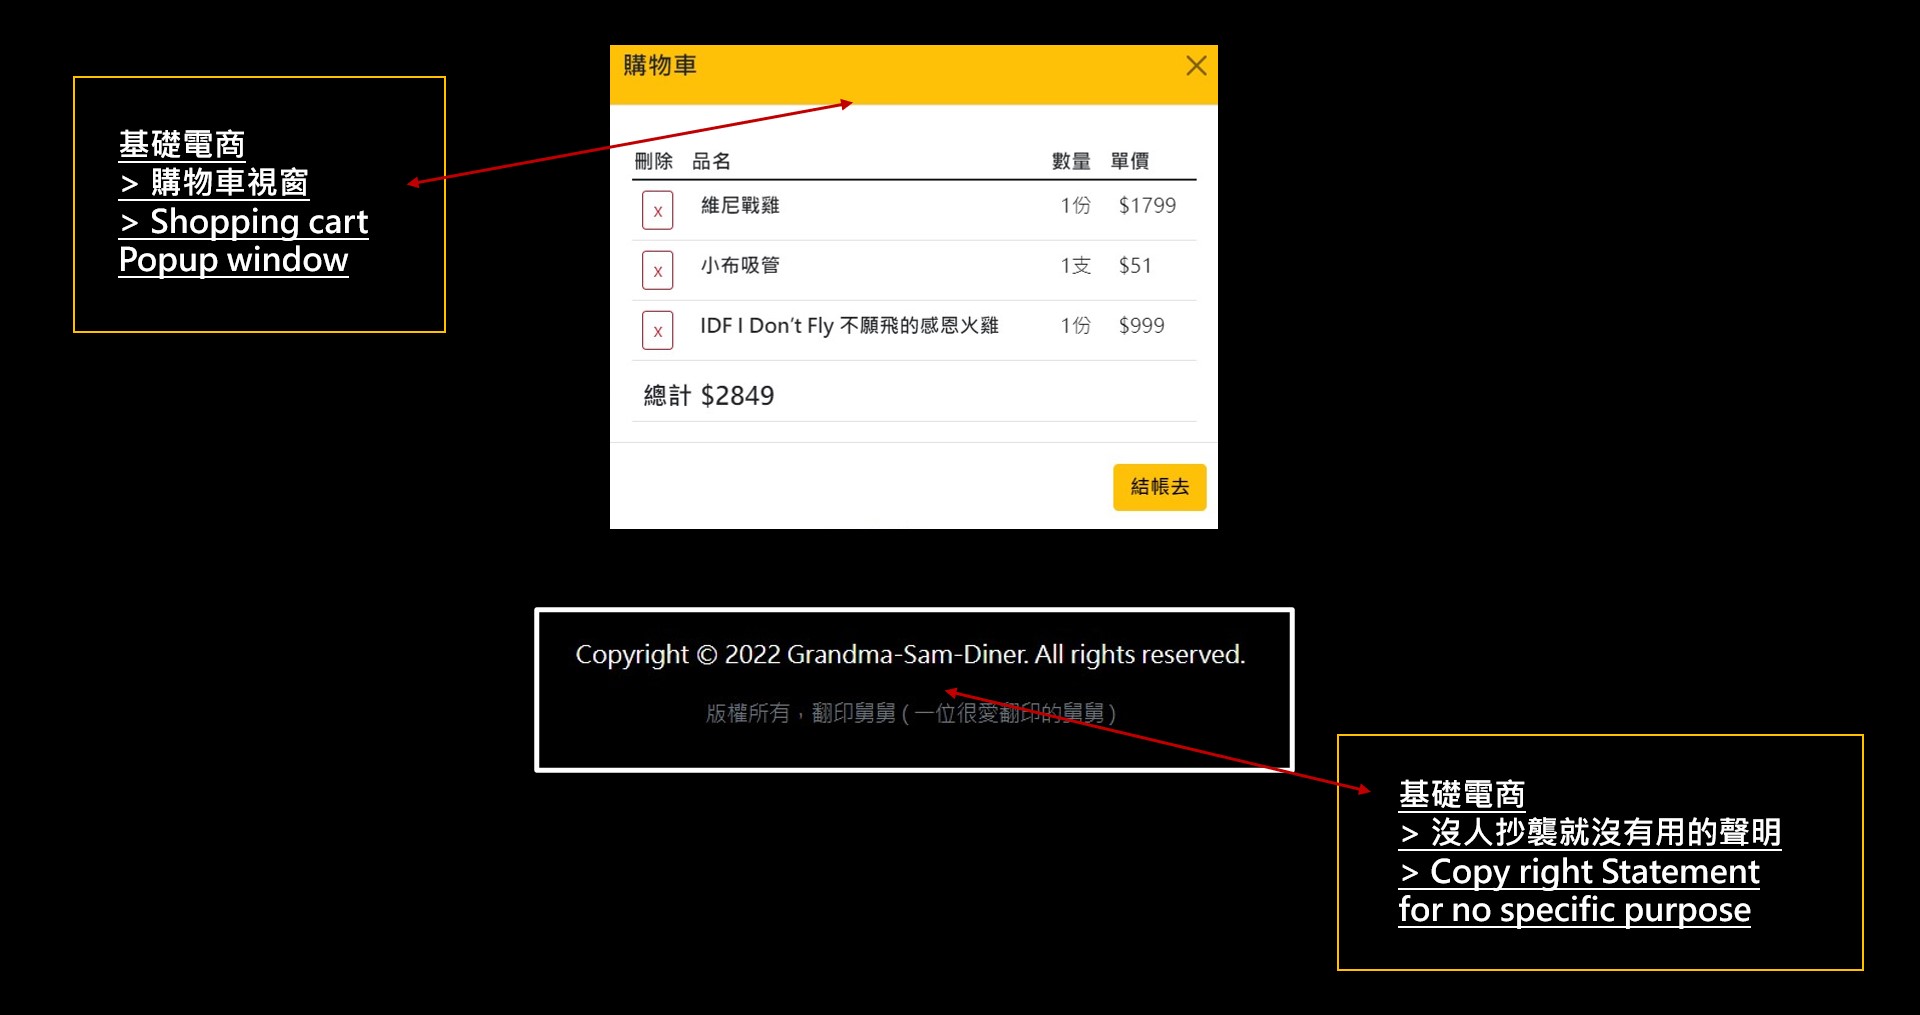 購物車
基礎電商
> 購物車視窗
> Shopping cart
Popup window
刪除 品名 數量 單價
x 維尼戰雞 1份 $1799
x 小布吸管 1支 $51
x IDF I Don't Fly 不願飛的感恩火雞 1份 $999
總計 $2849
結帳去
Copyright © 2022 Grandma-Sam-Diner. All rights reserved.
版權所有，翻印舅舅 ( 一位很愛翻印的舅舅 )
基礎電商
> 沒人抄襲就沒有用的聲明
> Copy right Statement
for no specific purpose